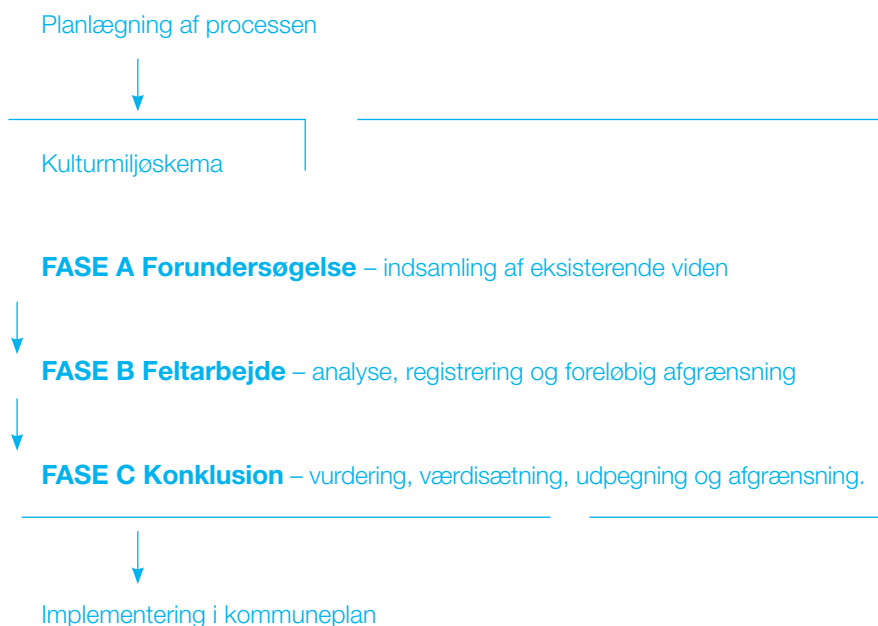 Planlægning af processen
Kulturmiljøskema
FASE A Forundersøgelse – indsamling af eksisterende viden
FASE B Feltarbejde – analyse, registrering og foreløbig afgrænsning
FASE C Konklusion – vurdering, værdisætning, udpegning og afgrænsning.
Implementering i kommuneplan